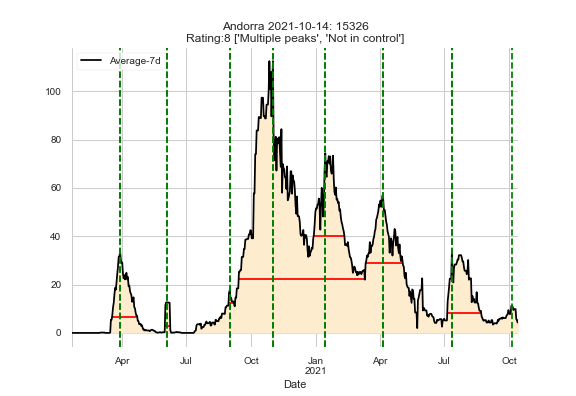 Andorra 2021-10-14: 15326
Rating:8 ['Multiple peaks', 'Not in control']
Average-7d
100
80
60
40
20
0
Apr Jul Oct Jan Apr Jul Oct
2021
Date